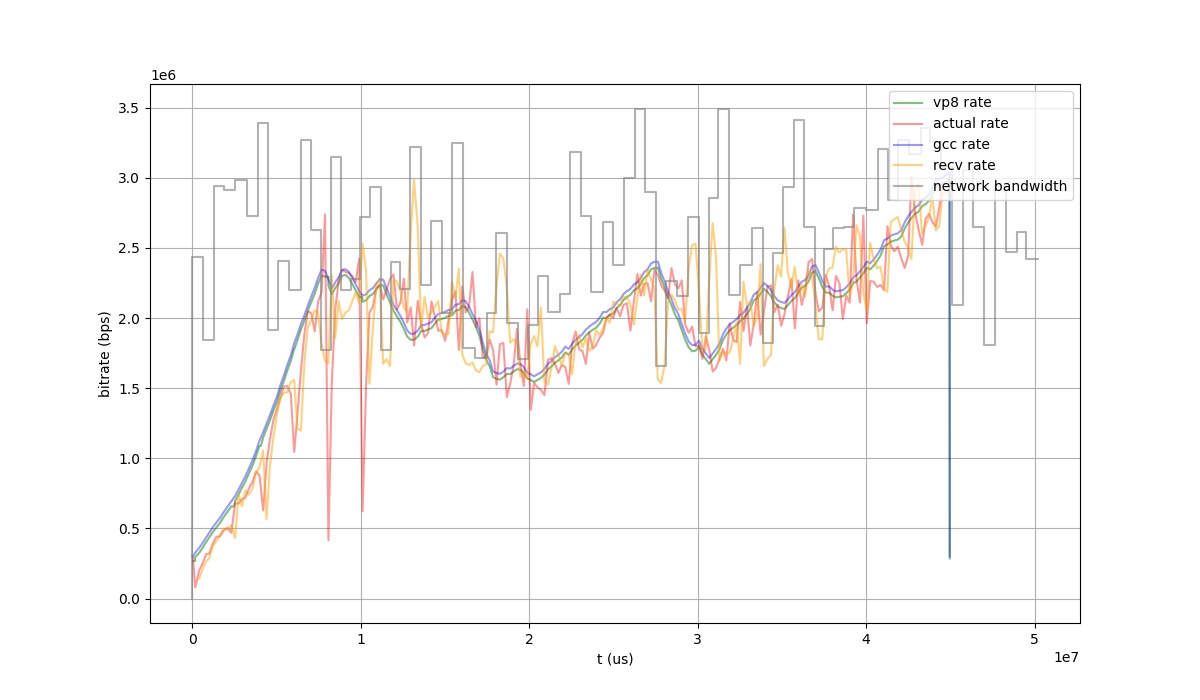 1e6
3.5
3.0
2.5
2.0
1.5
1.0
0.5
0.0
bitrate (bps)
vp8 rate
actual rate
gcc rate
recv rate
network bandwidth
0 1 2 3 4 5
t (us)
1e7